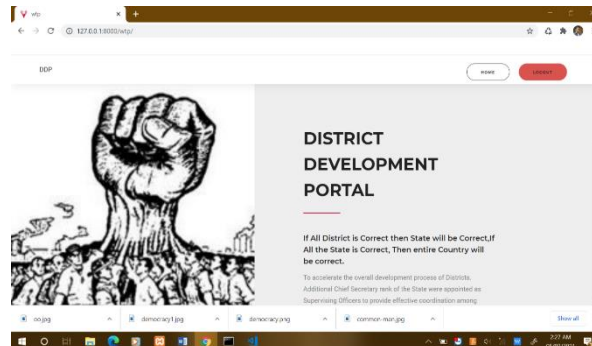 wtp
127.0.0.1:8000/wtp/
DDP
HOME
LOGOUT
DISTRICT
DEVELOPMENT
PORTAL
If All District is Correct then State will be Correct,If
All the State is Correct, Then entire Country will
be correct.
To accelerate the overall development process of Districts,
Additional Chief Secretary rank of the State were appointed as
Supervising Officers to provide effective coordination among
democracy1.jpg
democracy.png
common-man.jpg
Show all
2:27 AM